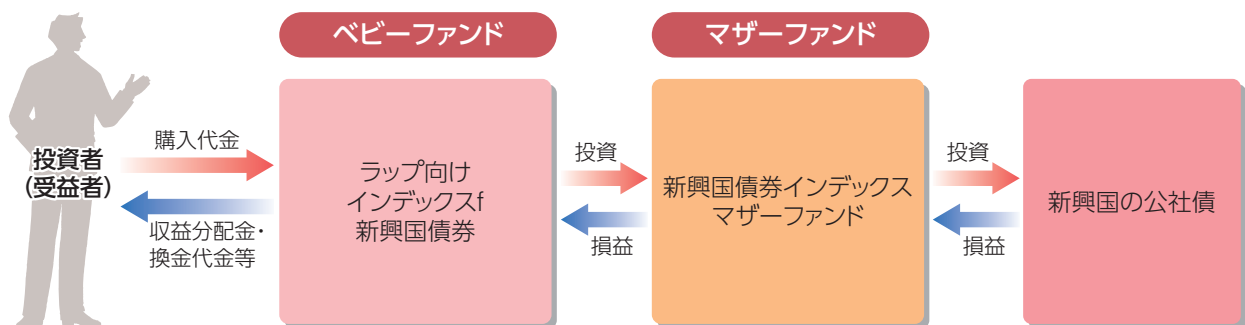 ベビーファンド
マザーファンド
投資者
(受益者)
購入代金
収益分配金・
換金代金等
ラップ向け
インデックスf
新興国債券
投資
損益
新興国債券インデックス
マザーファンド
投資
損益
新興国の公社債